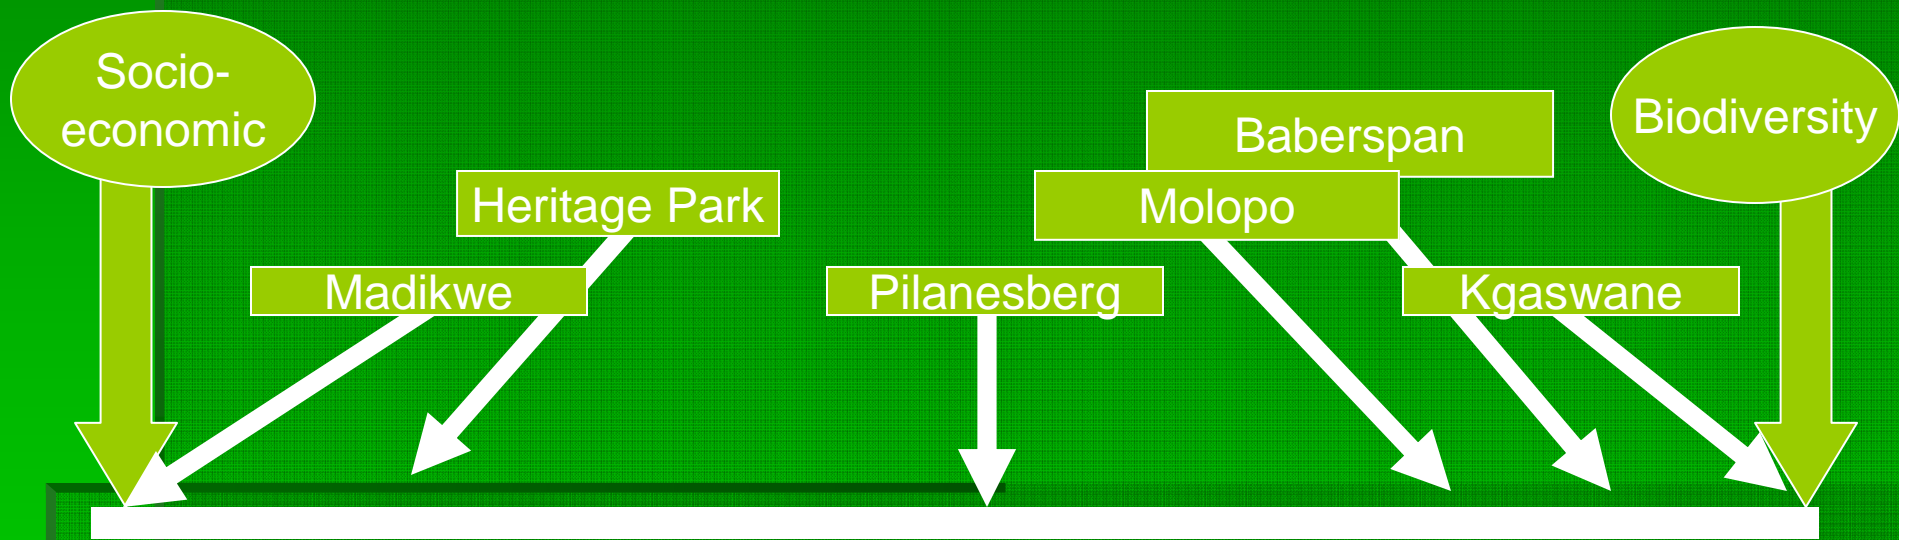 Socio-
economic
Baberspan
Biodiversity
Heritage Park
Molopo
Madikwe
Pilanesberg
Kgaswane